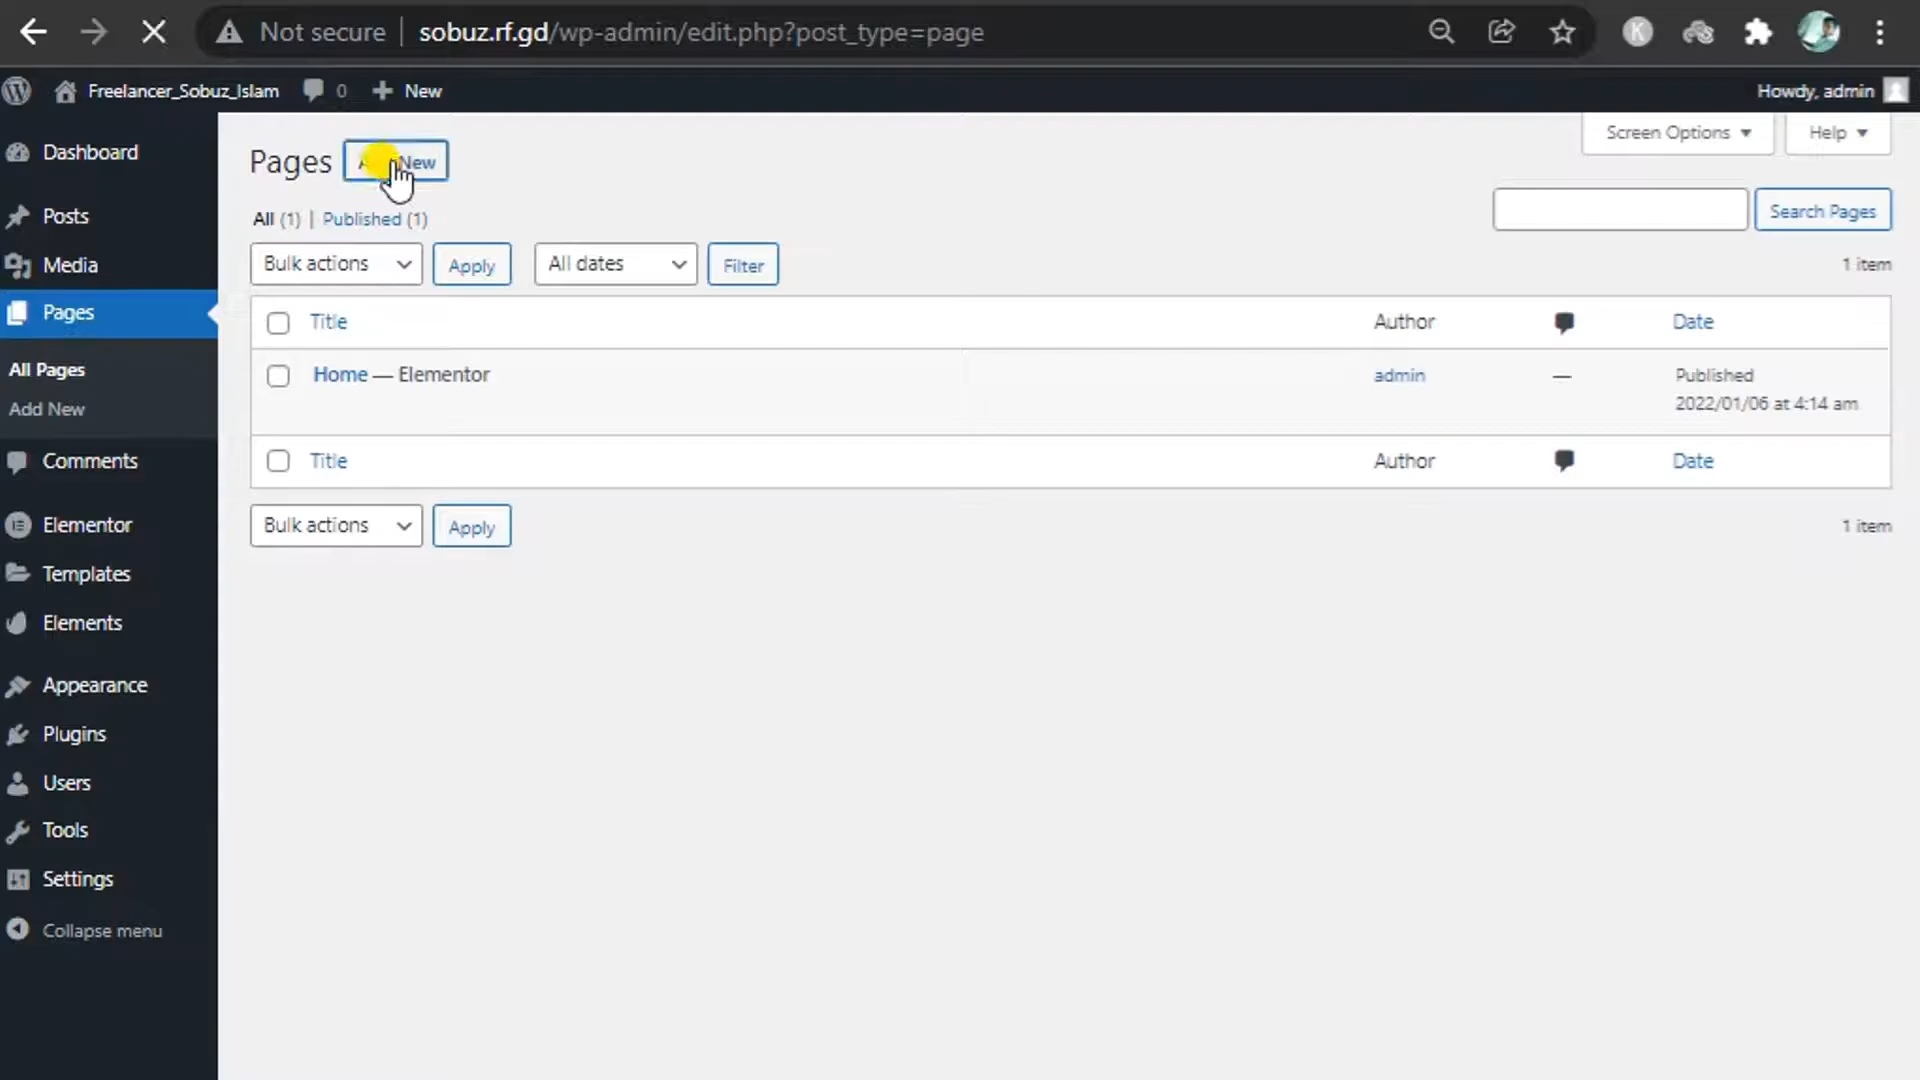 Not secure | sobuz.rf.gd/wp-admin/edit.php?post_type=page
K
Freelancer_Sobuz_Islam 0 + New Howdy, admin
Dashboard
Posts
Media
Pages
All Pages
Add New
Comments
Elementor
Templates
Elements
Appearance
Plugins
Users
Tools
Settings
Collapse menu
Screen Options Help
Pages New
All (1) | Published (1)
Search Pages
Bulk actions Apply All dates Filter 1 item
Title Author Date
Home — Elementor admin — Published
2022/01/06 at 4:14 am
Title Author Date
Bulk actions Apply 1 item